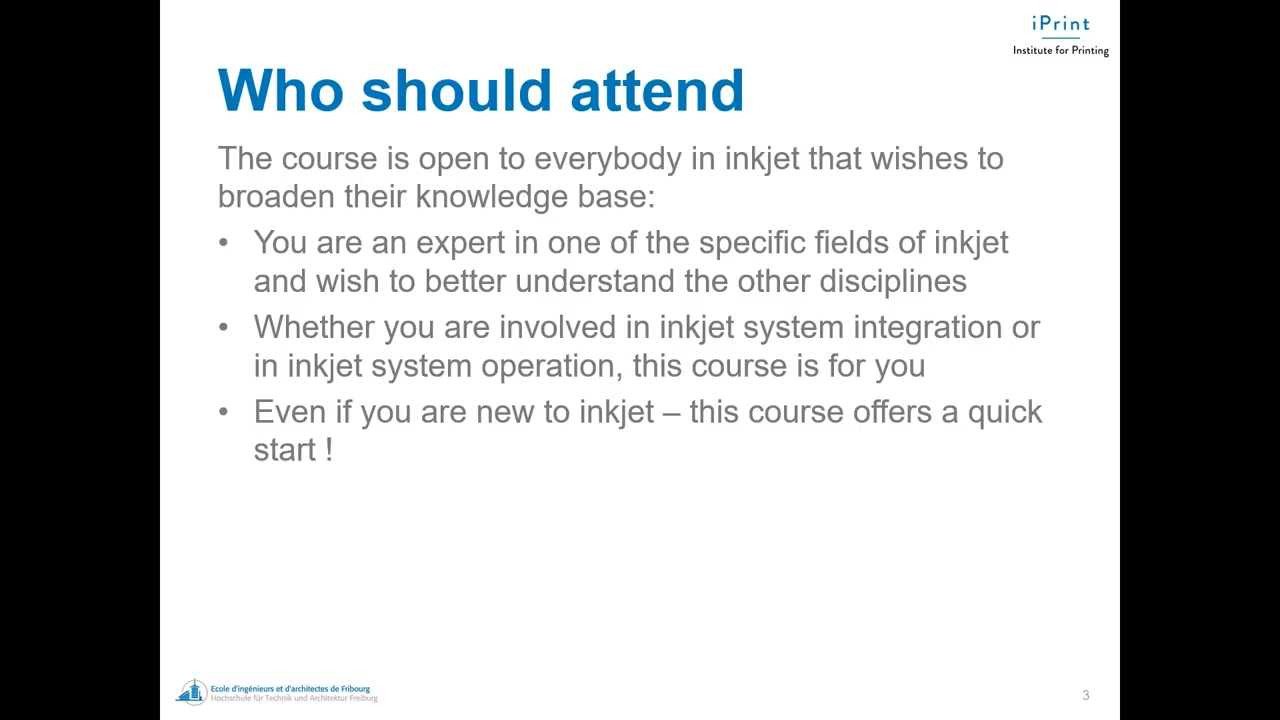 iPrint
Institute for Printing
Who should attend
The course is open to everybody in inkjet that wishes to
broaden their knowledge base:
• You are an expert in one of the specific fields of inkjet
and wish to better understand the other disciplines
• Whether you are involved in inkjet system integration or
in inkjet system operation, this course is for you
• Even if you are new to inkjet – this course offers a quick
start !
Ecole d'ingénieurs et d'architectes de Fribourg
Hochschule für Technik und Architektur Freiburg
3